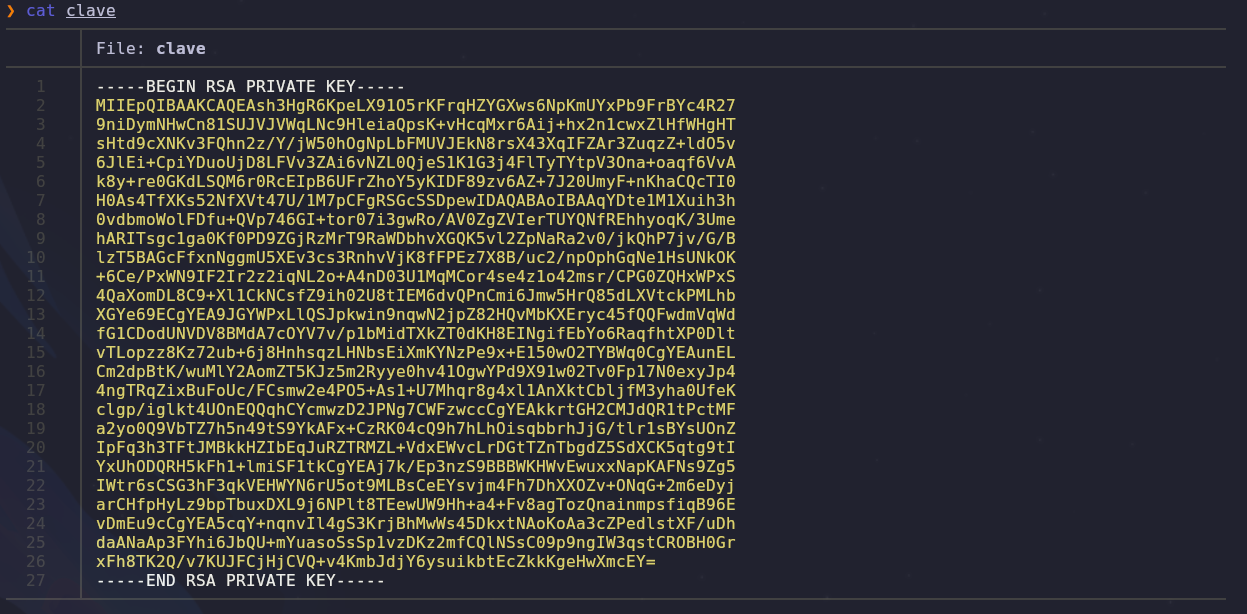 ❯ cat clave
File: clave
1 -----BEGIN RSA PRIVATE KEY-----
2 MIIEpQIBAAKCAQEAsh3HgR6KpeLX91O5rKFrqHZYGXws6NpKmUYxPb9FrBYc4R27
3 9niDymNHwCn81SUJVJVWqLNc9HleiaQpsK+vHcqMxr6Aij+hx2n1cwxZlHfWHgHT
4 sHtd9cXNKv3FQhn2z/Y/jW50hOgNpLbFMUVJEkN8rsX43XqIFZAr3ZuqzZ+ldO5v
5 6JlEi+CpiYDuoUjD8LFVv3ZAi6vNZL0QjeS1K1G3j4FlTyTYtpV3Ona+oaqf6VvA
6 k8y+re0GKdLSQM6r0RcEIpB6UFrZhoY5yKIDF89zv6AZ+7J20UmyF+nKhaCQcTI0
7 H0As4TfXKs52NfXVt47U/1M7pCFgRSGcSSDpewIDAQABAoIBAAqYDte1M1Xuih3h
8 0vdbmoWolFDfu+QVp746GI+tor07i3gwRo/AV0ZgZVIerTUYQNfREhhyoqK/3Ume
9 hARITsgc1ga0Kf0PD9ZGjRzMrT9RaWDbhvXGQK5vl2ZpNaRa2v0/jkQhP7jv/G/B
10 lzT5BAGcFfxnNggmU5XEv3cs3RnhvVjK8fFPEz7X8B/uc2/npOphGqNe1HsUNkOK
11 +6Ce/PxWN9IF2Ir2z2iqNL2o+A4nD03U1MqMCor4se4z1o42msr/CPG0ZQHxWPxS
12 4QaXomDL8C9+Xl1CkNCsfZ9ih02U8tIEM6dvQPnCmi6Jmw5HrQ85dLXVtckPMLhb
13 XGYe69ECgYEA9JGYWPxLlQSJpkwin9nqwN2jpZ82HQvMbKXEryc45fQQFwdmVqWd
14 fG1CDodUNVDV8BMdA7cOYV7v/p1bMidTXkZT0dKH8EINgifEbYo6RaqfhtXP0Dlt
15 vTLopzz8Kz72ub+6j8HnhsqzLHNbsEiXmKYNzPe9x+E150wO2TYBWq0CgYEAunEL
16 Cm2dpBtK/wuMlY2AomZT5KJz5m2Ryye0hv41OgwYPd9X91w02Tv0Fp17N0exyJp4
17 4ngTRqZixBuFoUc/FCsmw2e4PO5+As1+U7Mhqr8g4xl1AnXktCbljfM3yha0UfeK
18 clgp/iglkt4UOnEQQqhCYcmwzD2JPNg7CWFzwccCgYEAkkrtGH2CMJdQR1tPctMF
19 a2yo0Q9VbTZ7h5n49tS9YkAFx+CzRK04cQ9h7hLhOisqbbrhJjG/tlr1sBYsUOnZ
20 IpFq3h3TFtJMBkkHZIbEqJuRZTRMZL+VdxEWvcLrDGtTZnTbgdZ5SdXCK5qtg9tI
21 YxUhODQRH5kFh1+lmiSF1tkCgYEAj7k/Ep3nzS9BBBWKHWvEwuxxNapKAFNs9Zg5
22 IWtr6sCSG3hF3qkVEHWYN6rU5ot9MLBsCeEYsvjm4Fh7DhXXOZv+ONqG+2m6eDyj
23 arCHfpHyLz9bpTbuxDXL9j6NPlt8TEewUW9Hh+a4+Fv8agTozQnainmpsfiqB96E
24 vDmEu9cCgYEA5cqY+nqnvIl4gS3KrjBhMwWs45DkxtNAoKoAa3cZPedlstXF/uDh
25 daANaAp3FYhi6JbQU+mYuasoSsSp1vzDKz2mfCQlNSsC09p9ngIW3qstCROBH0Gr
26 xFh8TK2Q/v7KUJFCjHjCVQ+v4KmbJdjY6ysuikbtEcZkkKgeHwXmcEY=
27 -----END RSA PRIVATE KEY-----